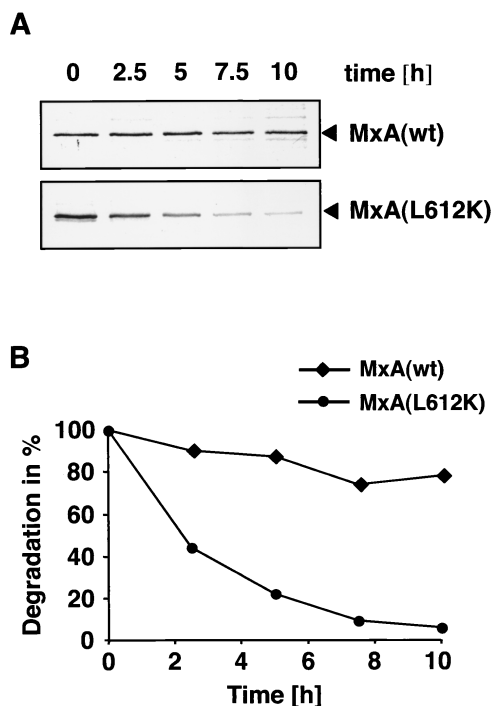 A
0 2.5 5 7.5 10 time [h]
MxA(wt)
MxA(L612K)
B
MxA(wt)
MxA(L612K)
Degradation in %
100
80
60
40
20
0
0 2 4 6 8 10
Time [h]